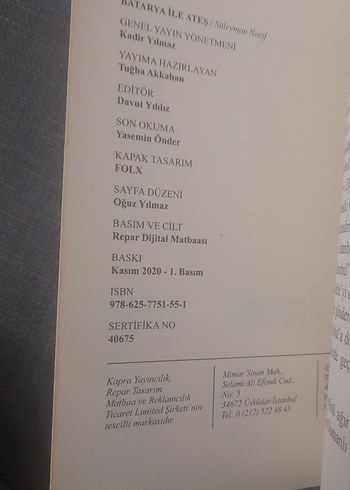 BATARYA İLE ATEŞ / Süleyman Nazif
GENEL YAYIN YÖNETMENİ
Kadir Yılmaz
YAYIMA HAZIRLAYAN
Tuğba Akkaban
EDİTÖR
Davut Yıldız
SON OKUMA
Yasemin Önder
KAPAK TASARIM
FOLX
SAYFA DÜZENİ
Oğuz Yılmaz
BASIM VE CİLT
Repar Dijital Matbaası
BASKI
Kasım 2020 - 1. Basım
ISBN
978-625-7751-55-1
SERTİFİKA NO
40675
Kapra Yayıncılık,
Repar Tasarım
Matbaa ve Reklamcılık
Ticaret Limited Şirketi'nin
tescilli markasıdır.
Mimar Sinan Mah.,
Selami Ali Efendi Cad.,
No: 5
34672 Üsküdar/İstanbul
Tel: 0 (212) 522 48 45